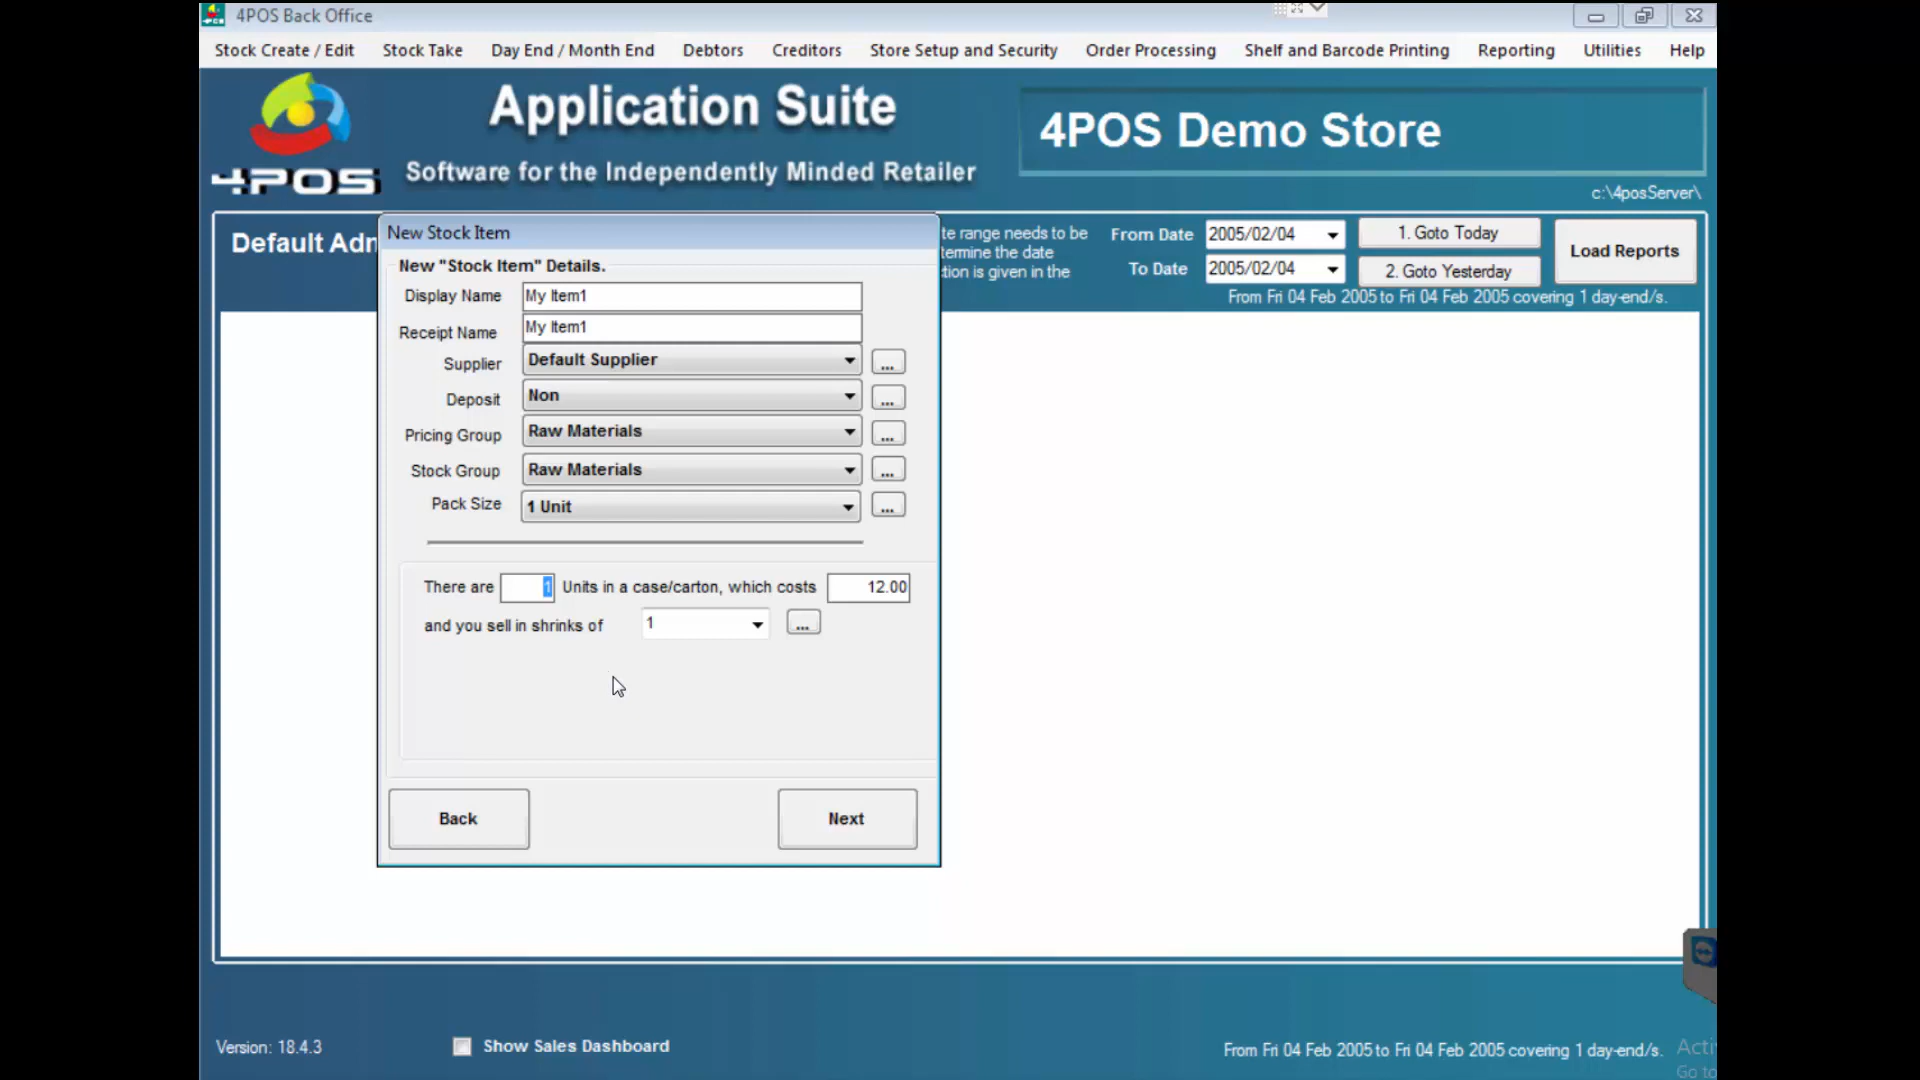 4POS Back Office
Stock Create / Edit Stock Take Day End / Month End Debtors Creditors Store Setup and Security Order Processing Shelf and Barcode Printing Reporting Utilities Help
4POS
Application Suite
Software for the Independently Minded Retailer
4POS Demo Store
c:\4posServer\
Default Adm
te range needs to be
termine the date
tion is given in the
From Date 2005/02/04
To Date 2005/02/04
1. Goto Today
2. Goto Yesterday
Load Reports
From Fri 04 Feb 2005 to Fri 04 Feb 2005 covering 1 day-end/s.
New Stock Item
New "Stock Item" Details.
Display Name My Item1
Receipt Name My Item1
Supplier Default Supplier ...
Deposit Non ...
Pricing Group Raw Materials ...
Stock Group Raw Materials ...
Pack Size 1 Unit ...
There are 1 Units in a case/carton, which costs 12.00
and you sell in shrinks of 1 ...
Back Next
Version: 18.4.3
Show Sales Dashboard
From Fri 04 Feb 2005 to Fri 04 Feb 2005 covering 1 day-end/s.
Acti
Go to